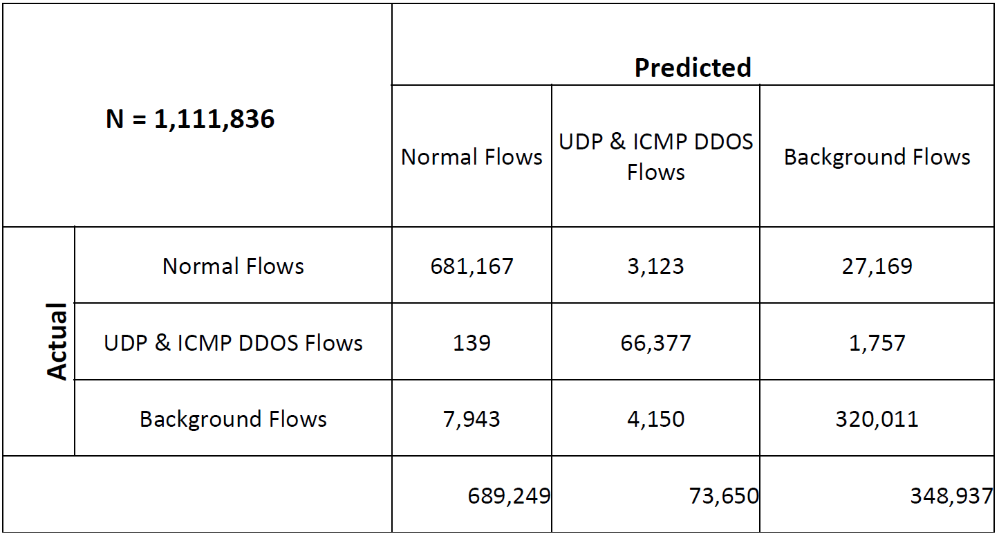 Predicted
N = 1,111,836
Normal Flows
UDP & ICMP DDOS
Flows
Background Flows
Actual
Normal Flows
681,167
3,123
27,169
UDP & ICMP DDOS Flows
139
66,377
1,757
Background Flows
7,943
4,150
320,011
689,249
73,650
348,937